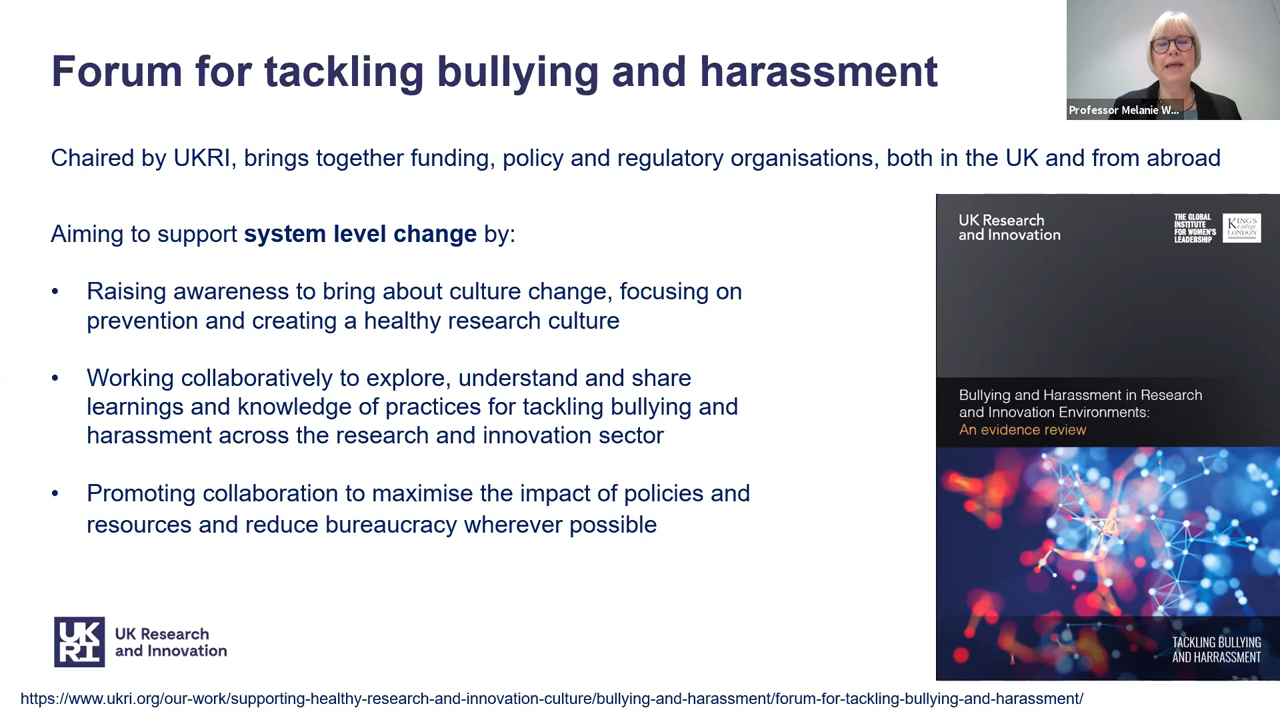 Forum for tackling bullying and harassment
Professor Melanie W...
Chaired by UKRI, brings together funding, policy and regulatory organisations, both in the UK and from abroad
Aiming to support system level change by:
• Raising awareness to bring about culture change, focusing on
prevention and creating a healthy research culture
• Working collaboratively to explore, understand and share
learnings and knowledge of practices for tackling bullying and
harassment across the research and innovation sector
• Promoting collaboration to maximise the impact of policies and
resources and reduce bureaucracy wherever possible
UK Research
and Innovation
THE GLOBAL
INSTITUTE
FOR WOMEN'S
LEADERSHIP
KING'S
College
LONDON
Bullying and Harassment in Research
and Innovation Environments:
An evidence review
TACKLING BULLYING
AND HARRASSMENT
UK
RI
UK Research
and Innovation
https://www.ukri.org/our-work/supporting-healthy-research-and-innovation-culture/bullying-and-harassment/forum-for-tackling-bullying-and-harassment/